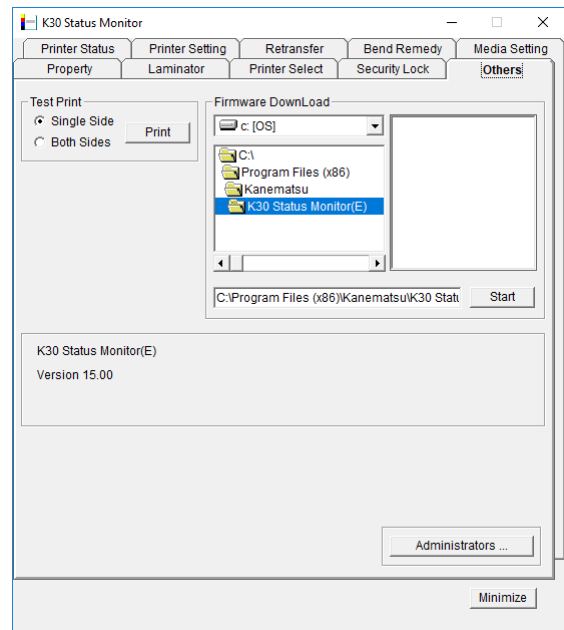 K30 Status Monitor
Printer Status Printer Setting Retransfer Bend Remedy Media Setting
Property Laminator Printer Select Security Lock Others
Test Print
Single Side
Both Sides
Print
Firmware DownLoad
c: [OS]
C:\
Program Files (x86)
Kanematsu
K30 Status Monitor(E)
C:\Program Files (x86)\Kanematsu\K30 Statu
Start
K30 Status Monitor(E)
Version 15.00
Administrators ...
Minimize